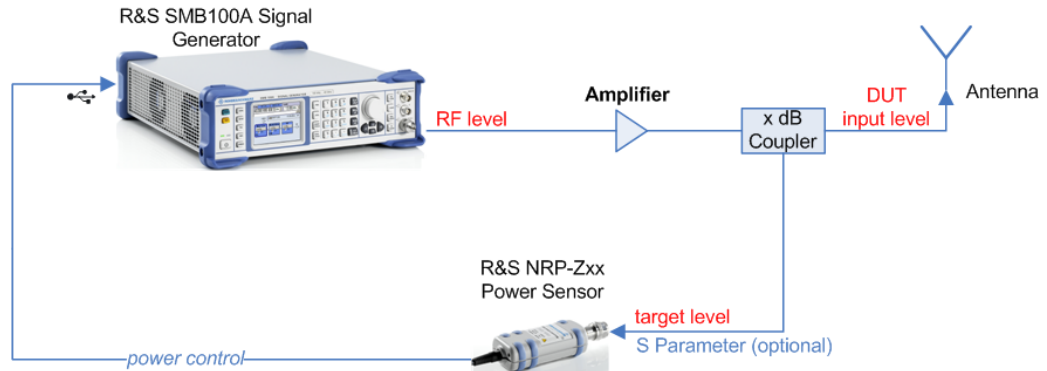 R&S SMB100A Signal
Generator
RF level
Amplifier
x dB
Coupler
DUT
input level
Antenna
R&S NRP-Zxx
Power Sensor
target level
S Parameter (optional)
power control